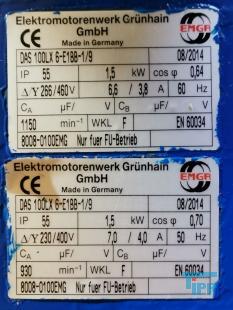 Elektromotorenwerk Grünhain
GmbH
Made in Germany
EMGR
DAS 100LX 6-E1BB-1/9 08/2014
IP 55 1,5 kW cos φ 0,64
Δ/Y 266/460 V 6,6 / 3,8 A 60 Hz
CA µF/ V CB µF/ V
1150 min⁻¹ WKL F EN 60034
8008-0100EMG Nur fuer FU-Betrieb
Elektromotorenwerk Grünhain
GmbH
Made in Germany
EMGR
DAS 100LX 6-E1BB-1/9 08/2014
IP 55 1,5 kW cos φ 0,70
Δ/Y 230/400 V 7,0 / 4,0 A 50 Hz
CA µF/ V CB µF/ V
930 min⁻¹ WKL F EN 60034
8008-0100EMG Nur fuer FU-Betrieb